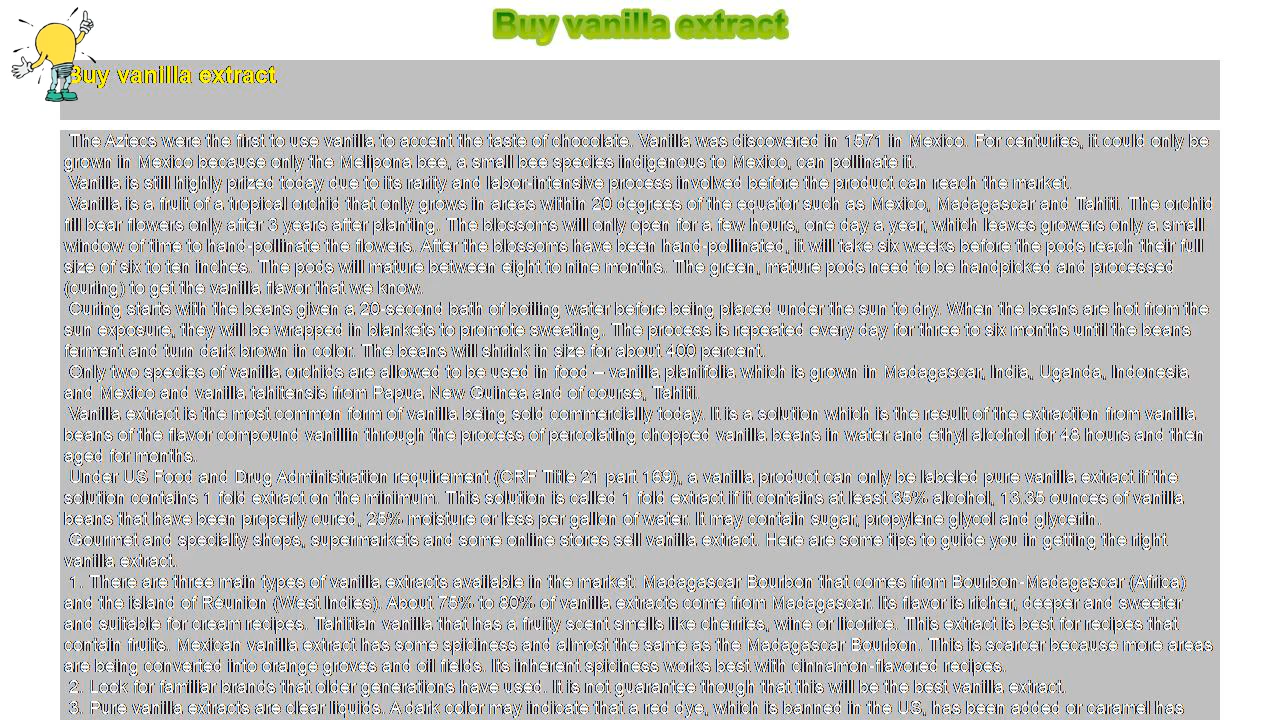 Buy vanilla extract
Buy vanilla extract
The Aztecs were the first to use vanilla to accent the taste of chocolate. Vanilla was discovered in 1571 in Mexico. For centuries, it could only be
grown in Mexico because only the Melipona bee, a small bee species indigenous to Mexico, can pollinate it.
Vanilla is still highly prized today due to its rarity and labor-intensive process involved before the product can reach the market.
Vanilla is a fruit of a tropical orchid that only grows in areas within 20 degrees of the equator such as Mexico, Madagascar and Tahiti. The orchid
fill bear flowers only after 3 years after planting. The blossoms will only open for a few hours, one day a year, which leaves growers only a small
window of time to hand-pollinate the flowers. After the blossoms have been hand-pollinated, it will take six weeks before the pods reach their full
size of six to ten inches. The pods will mature between eight to nine months. The green, mature pods need to be handpicked and processed
(curing) to get the vanilla flavor that we know.
Curing starts with the beans given a 20-second bath of boiling water before being placed under the sun to dry. When the beans are hot from the
sun exposure, they will be wrapped in blankets to promote sweating. The process is repeated every day for three to six months until the beans
ferment and turn dark brown in color. The beans will shrink in size for about 400 percent.
Only two species of vanilla orchids are allowed to be used in food – vanilla planifolia which is grown in Madagascar, India, Uganda, Indonesia
and Mexico and vanilla tahitensis from Papua New Guinea and of course, Tahiti.
Vanilla extract is the most common form of vanilla being sold commercially today. It is a solution which is the result of the extraction from vanilla
beans of the flavor compound vanillin through the process of percolating chopped vanilla beans in water and ethyl alcohol for 48 hours and then
aged for months.
Under US Food and Drug Administration requirement (CRF Title 21 part 169), a vanilla product can only be labeled pure vanilla extract if the
solution contains 1 fold extract on the minimum. This solution is called 1 fold extract if it contains at least 35% alcohol, 13.35 ounces of vanilla
beans that have been properly cured, 25% moisture or less per gallon of water. It may contain sugar, propylene glycol and glycerin.
Gourmet and specialty shops, supermarkets and some online stores sell vanilla extract. Here are some tips to guide you in getting the right
vanilla extract.
1. There are three main types of vanilla extracts available in the market: Madagascar Bourbon that comes from Bourbon-Madagascar (Africa)
and the island of Réunion (West Indies). About 75% to 80% of vanilla extracts come from Madagascar. Its flavor is richer, deeper and sweeter
and suitable for cream recipes. Tahitian vanilla that has a fruity scent smells like cherries, wine or licorice. This extract is best for recipes that
contain fruits. Mexican vanilla extract has some spiciness and almost the same as the Madagascar Bourbon. This is scarcer because more areas
are being converted into orange groves and oil fields. Its inherent spiciness works best with cinnamon-flavored recipes.
2. Look for familiar brands that older generations have used. It is not guarantee though that this will be the best vanilla extract.
3. Pure vanilla extracts are clear liquids. A dark color may indicate that a red dye, which is banned in the US, has been added or caramel has